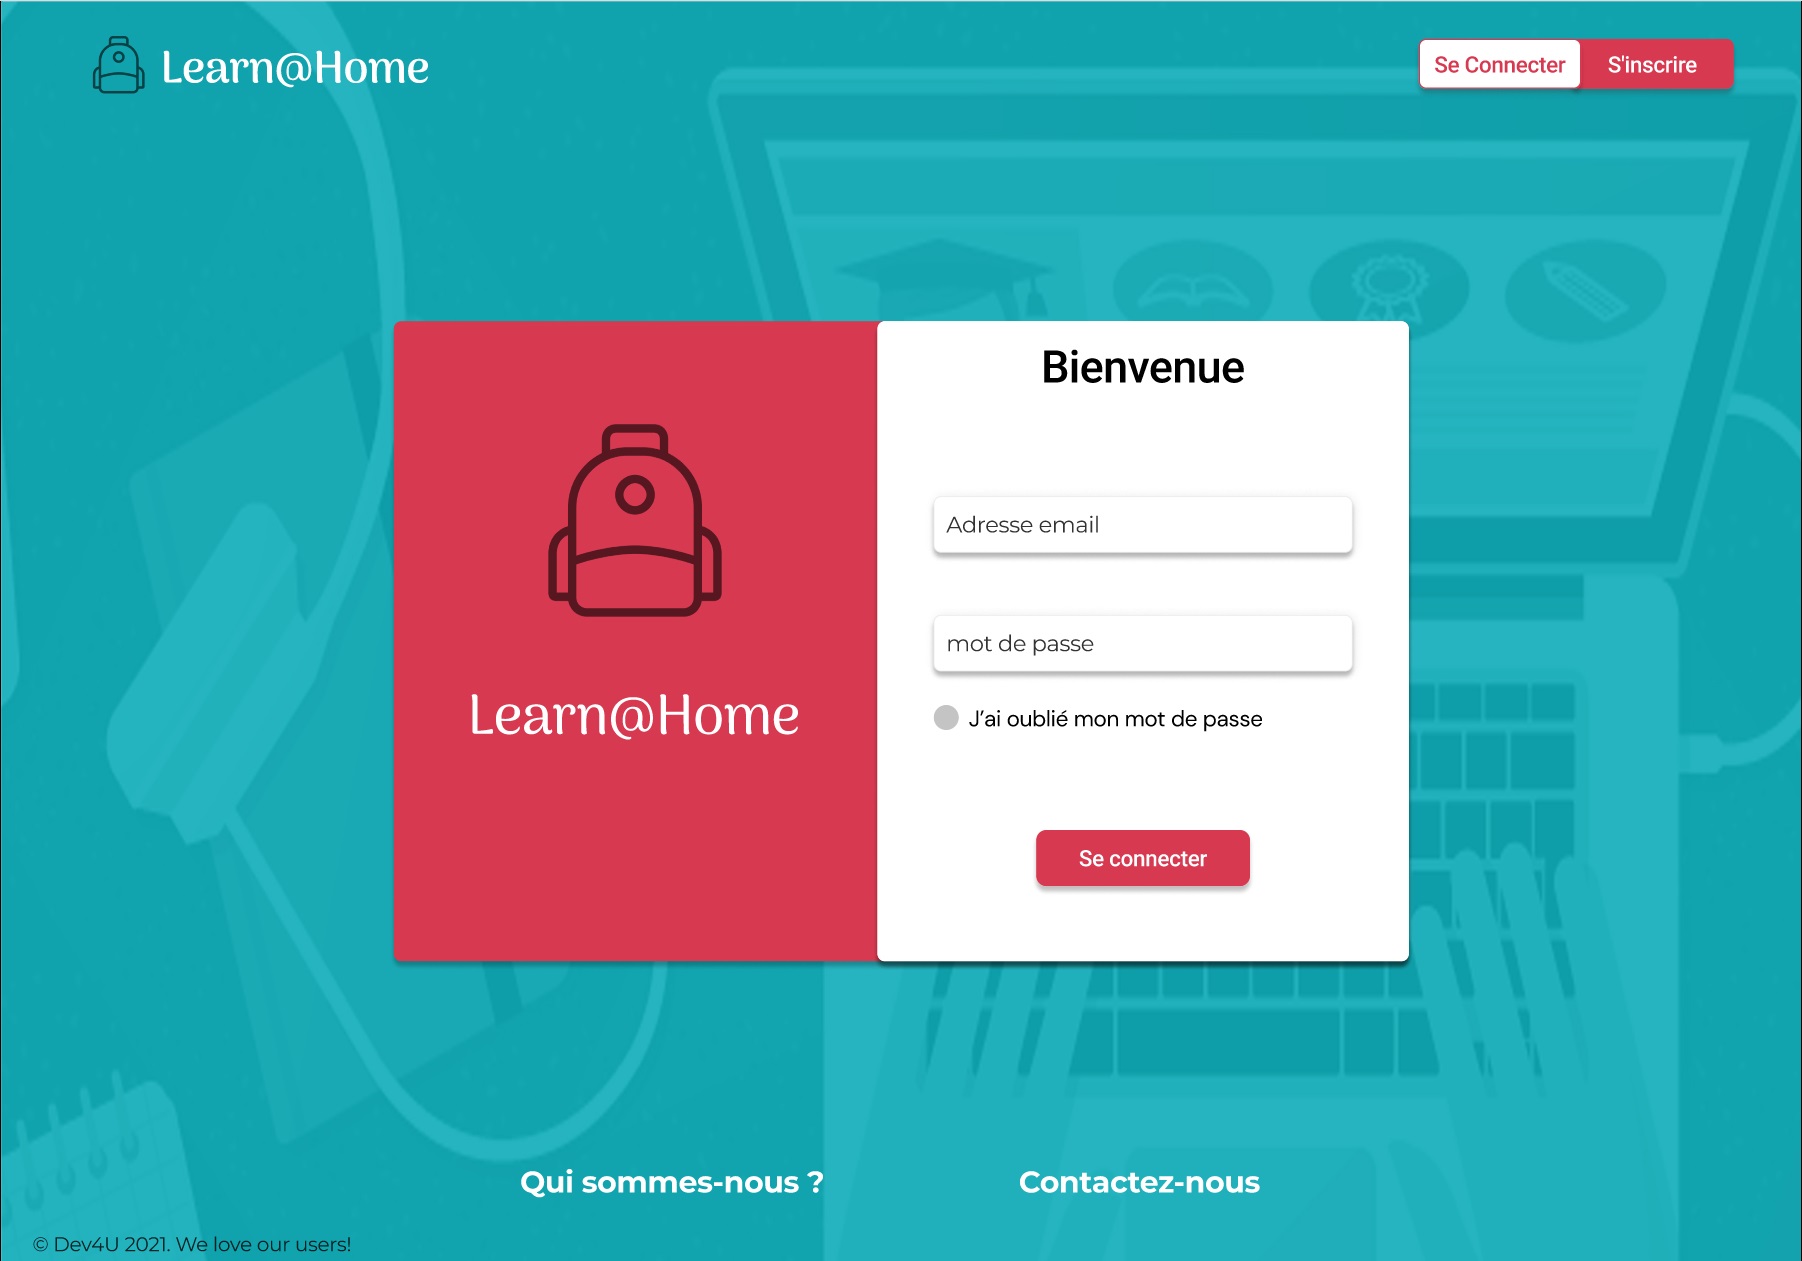 Learn@Home
Se Connecter
S'inscrire
Learn@Home
Bienvenue
Adresse email
mot de passe
J’ai oublié mon mot de passe
Se connecter
Qui sommes-nous ?
Contactez-nous
© Dev4U 2021. We love our users!